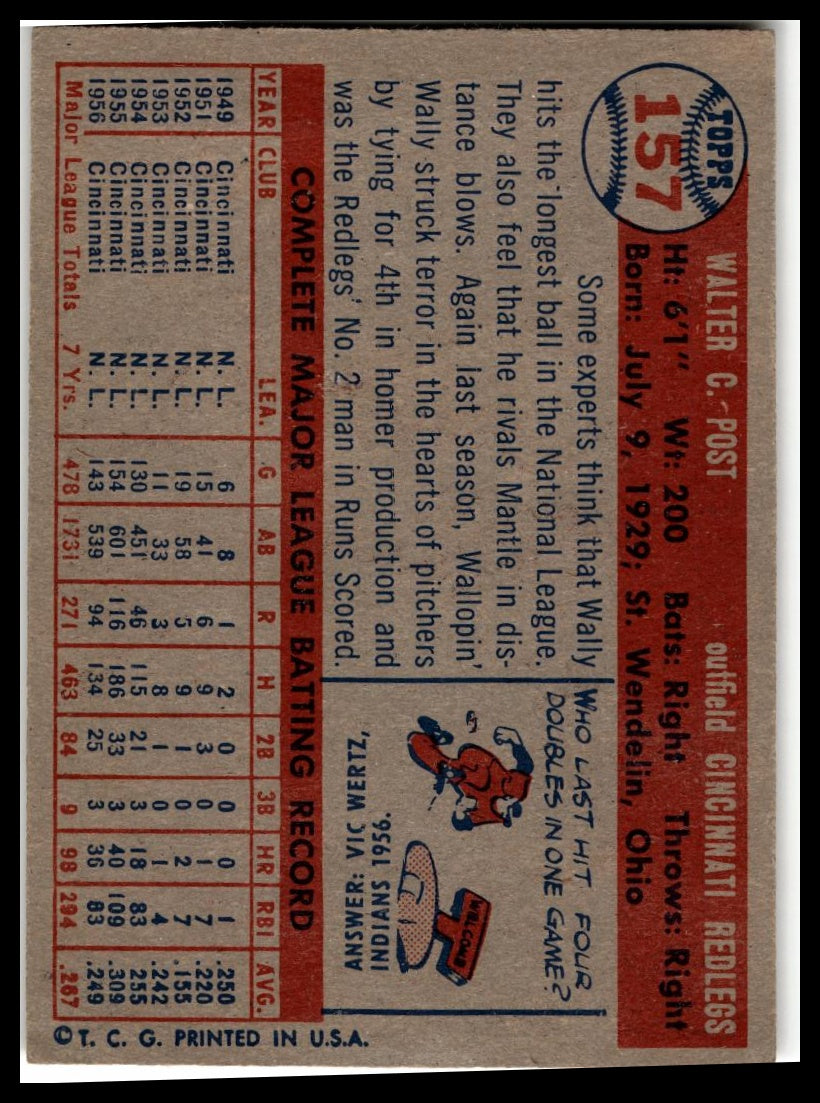 TOPPS
157
WALTER C. POST outfield CINCINNATI REDLEGS
Ht: 6'1" Wt: 200 Bats: Right Throws: Right
Born: July 9, 1929; St. Wendelin, Ohio
Some experts think that Wally
hits the longest ball in the National League.
They also feel that he rivals Mantle in dis-
tance blows. Again last season, Wallopin'
Wally struck terror in the hearts of pitchers
by tying for 4th in homer production and
was the Redlegs' No. 2 man in Runs Scored.
WHO LAST HIT FOUR
DOUBLES IN ONE GAME?
WELCOME
ANSWER: VIC WERTZ,
INDIANS 1956.
COMPLETE MAJOR LEAGUE BATTING RECORD
YEAR CLUB LEA. G AB R H 2B 3B HR RBI AVG.
1949 Cincinnati N. L. 6 8 1 2 0 0 0 1 .250
1951 Cincinnati N. L. 15 41 6 9 3 0 1 7 .220
1952 Cincinnati N. L. 19 58 5 9 1 0 2 7 .155
1953 Cincinnati N. L. 11 33 3 8 1 0 1 4 .242
1954 Cincinnati N. L. 130 451 46 115 21 3 18 83 .255
1955 Cincinnati N. L. 154 601 116 186 33 3 40 109 .309
1956 Cincinnati N. L. 143 539 94 134 25 3 36 83 .249
Major League Totals 7 Yrs. 478 1731 271 463 84 9 98 294 .267
© T. C. G. PRINTED IN U.S.A.